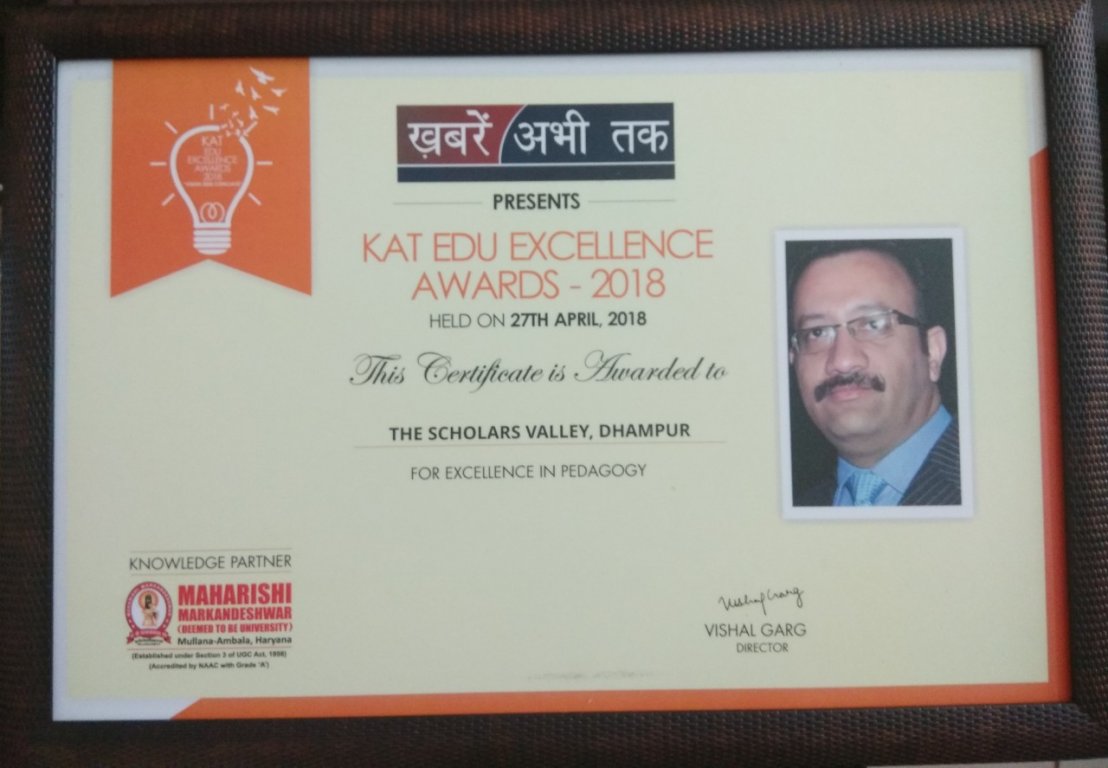 KAT
EDU
EXCELLENCE
AWARDS
2018
ख़बरें अभी तक
PRESENTS
KAT EDU EXCELLENCE
AWARDS - 2018
HELD ON 27TH APRIL, 2018
This Certificate is Awarded to
THE SCHOLARS VALLEY, DHAMPUR
FOR EXCELLENCE IN PEDAGOGY
KNOWLEDGE PARTNER
MAHARISHI
MARKANDESHWAR
(DEEMED TO BE UNIVERSITY)
Mullana-Ambala, Haryana
(Established under Section 3 of UGC Act, 1956)
(Accredited by NAAC with Grade 'A')
Vishal Garg
VISHAL GARG
DIRECTOR